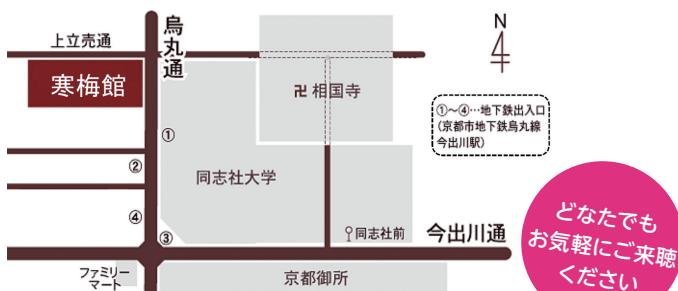 上立売通
烏丸通
N
寒梅館
卍 相国寺
①～④…地下鉄出入口
(京都市地下鉄烏丸線
今出川駅)
①
②
同志社大学
④
③
同志社前
今出川通
どなたでも
お気軽にご来聴
ください
ファミリー
マート
京都御所